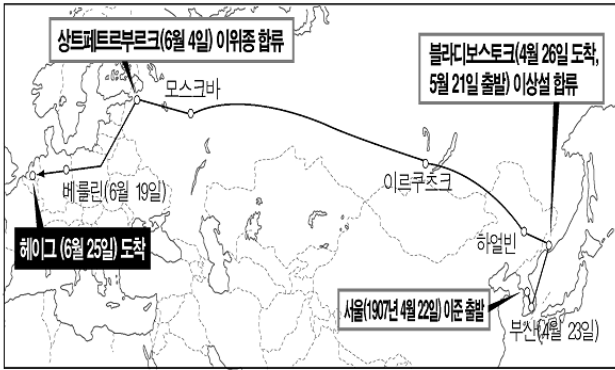 상트페트르부르크(6월 4일) 이위종 합류
블라디보스토크(4월 26일 도착,
5월 21일 출발) 이상설 합류
모스크바
이르쿠츠크
베를린(6월 19일)
하얼빈
헤이그 (6월 25일) 도착
서울(1907년 4월 22일) 이준 출발
부산(4월 23일)